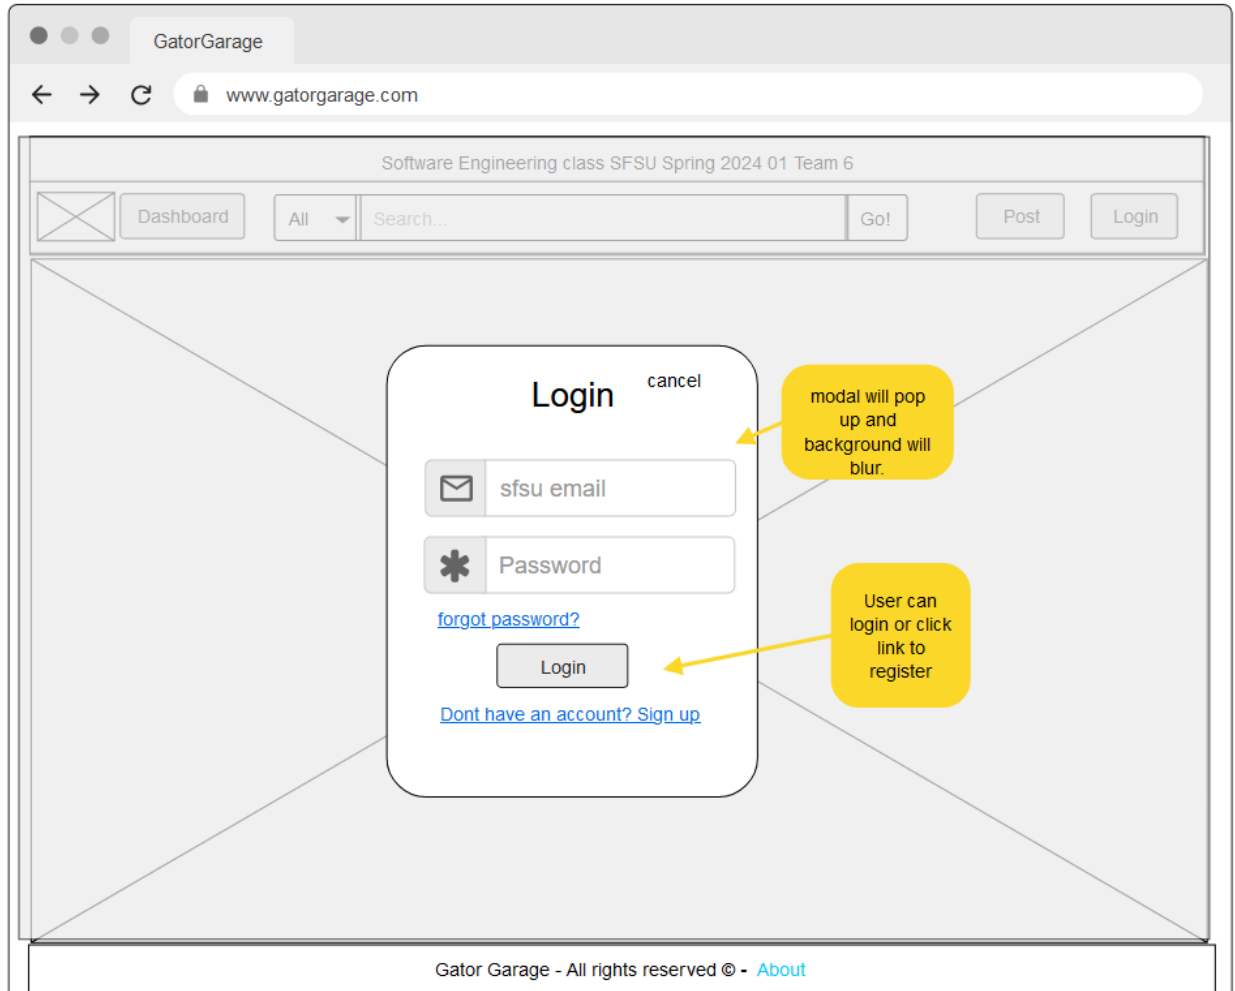 GatorGarage
www.gatorgarage.com
Software Engineering class SFSU Spring 2024 01 Team 6
Dashboard
All
Search...
Go!
Post
Login
Login
cancel
modal will pop
up and
background will
blur.
sfsu email
Password
forgot password?
User can
login or click
link to
register
Login
Dont have an account? Sign up
Gator Garage - All rights reserved © - About